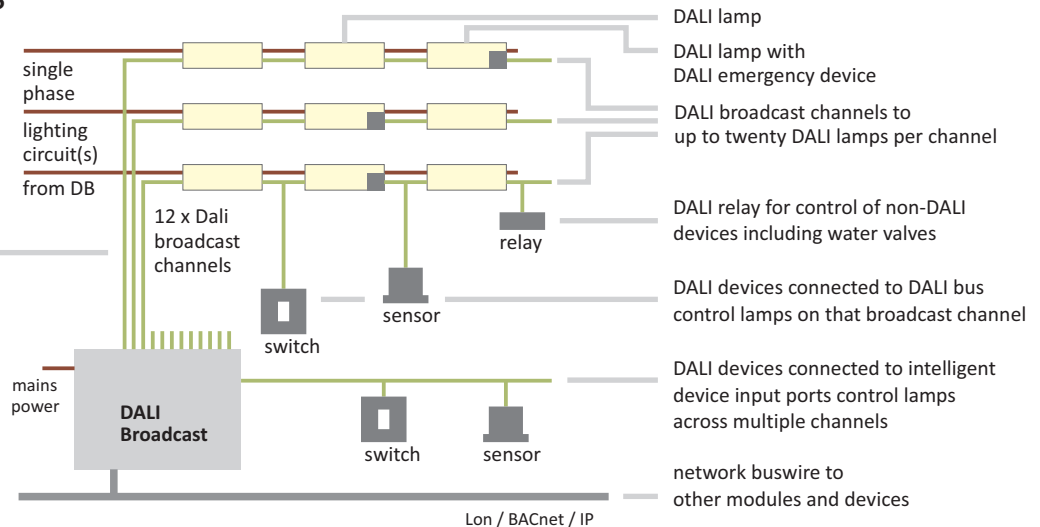 DALI lamp
DALI lamp with
DALI emergency device
DALI broadcast channels to
up to twenty DALI lamps per channel
single
phase
lighting
circuit(s)
from DB
12 x Dali
broadcast
channels
relay
DALI relay for control of non-DALI
devices including water valves
switch
sensor
DALI devices connected to DALI bus
control lamps on that broadcast channel
mains
power
DALI
Broadcast
switch
sensor
DALI devices connected to intelligent
device input ports control lamps
across multiple channels
network buswire to
other modules and devices
Lon / BACnet / IP